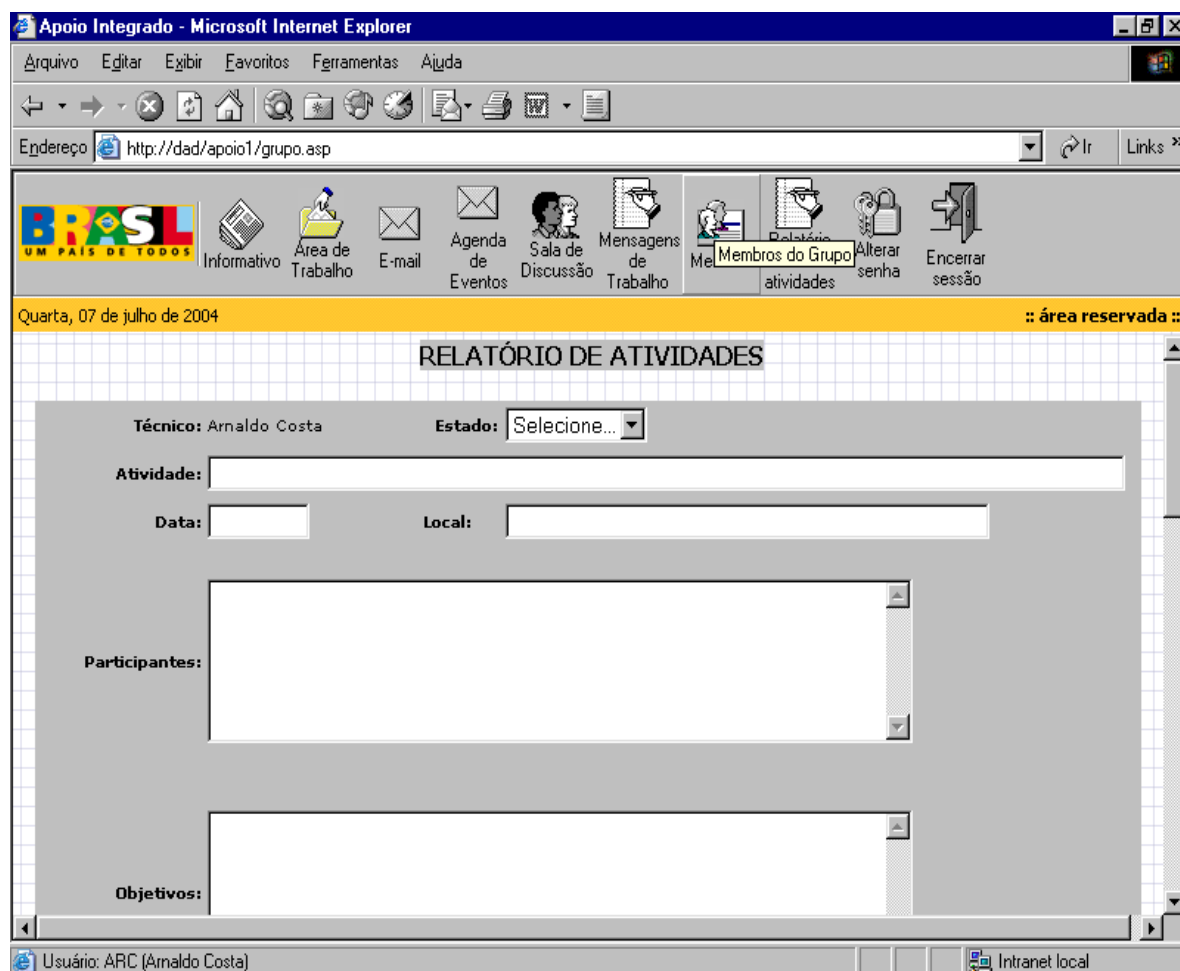 Apoio Integrado - Microsoft Internet Explorer
Arquivo Editar Exibir Favoritos Ferramentas Ajuda
Endereço http://dad/apoio1/grupo.asp Ir Links »
BRASIL
UM PAÍS DE TODOS
Informativo
Área de
Trabalho
E-mail
Agenda
de
Eventos
Sala de
Discussão
Mensagens
de
Trabalho
Me
Membros do Grupo
Relatório
atividades
Alterar
senha
Encerrar
sessão
Quarta, 07 de julho de 2004 :: área reservada ::
RELATÓRIO DE ATIVIDADES
Técnico: Arnaldo Costa Estado: Selecione...
Atividade:
Data: Local:
Participantes:
Objetivos:
Usuário: ARC (Arnaldo Costa) Intranet local